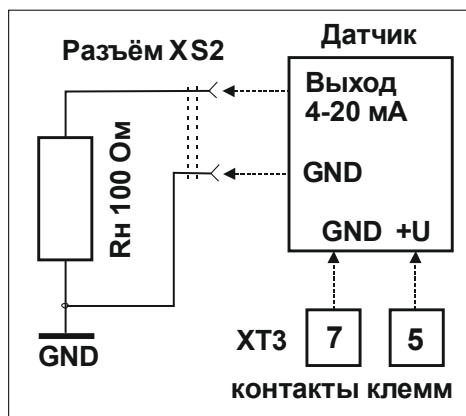 Датчик
Разъём XS2
Выход
4-20 мА
GND
Rн 100 Ом
GND +U
GND
XT3
7
5
контакты клемм